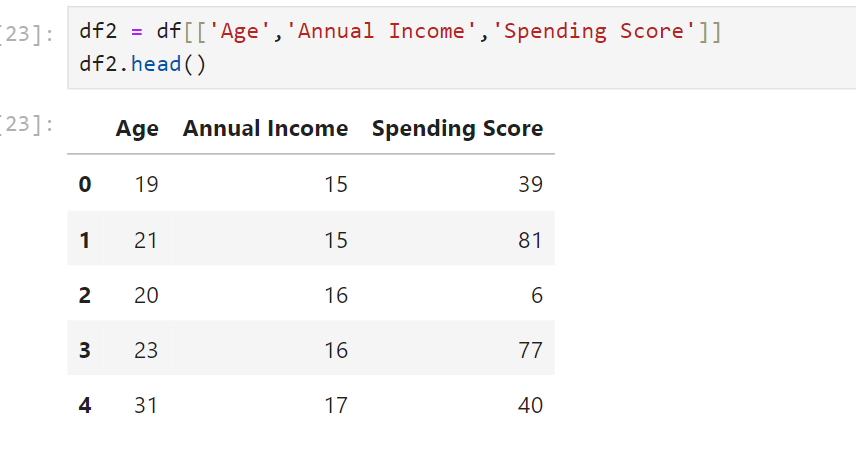 [23]: df2 = df[['Age','Annual Income','Spending Score']]
df2.head()
[23]:
Age Annual Income Spending Score
0 19 15 39
1 21 15 81
2 20 16 6
3 23 16 77
4 31 17 40